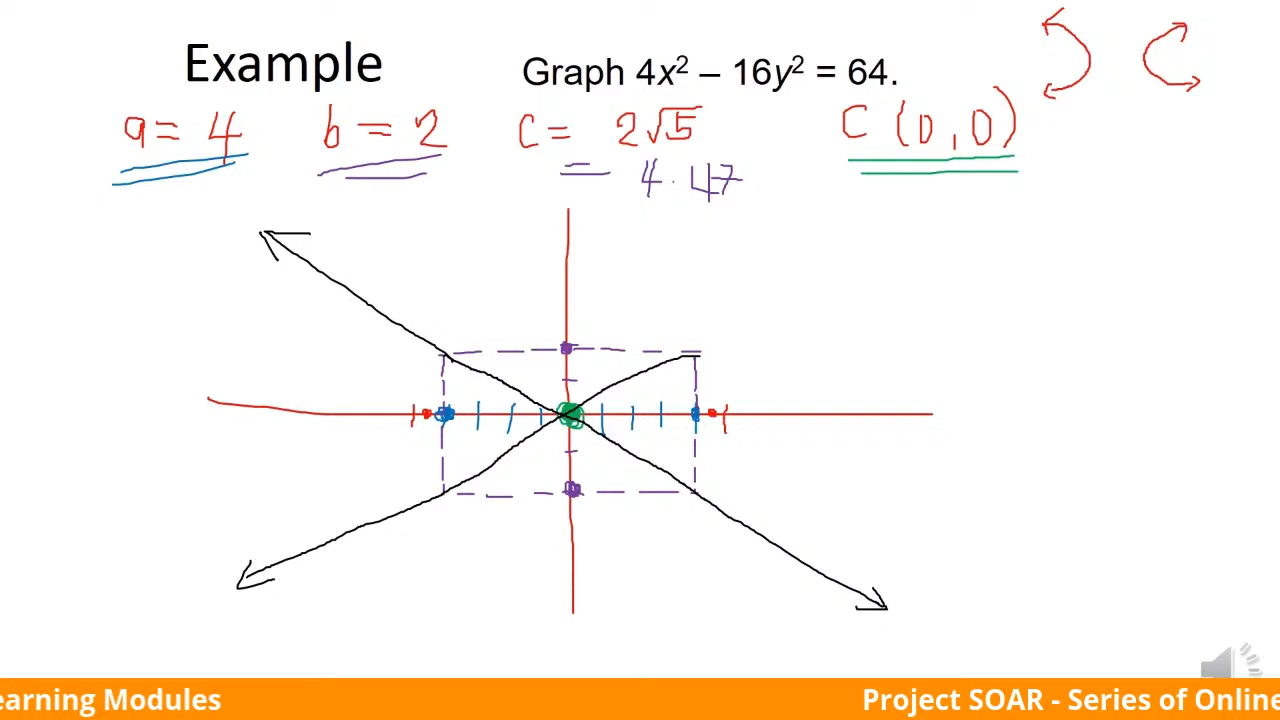 Example
Graph 4x² – 16y² = 64.
a = 4 b = 2 c = 2√5 C (0,0)
= 4.47
earning Modules
Project SOAR - Series of Online